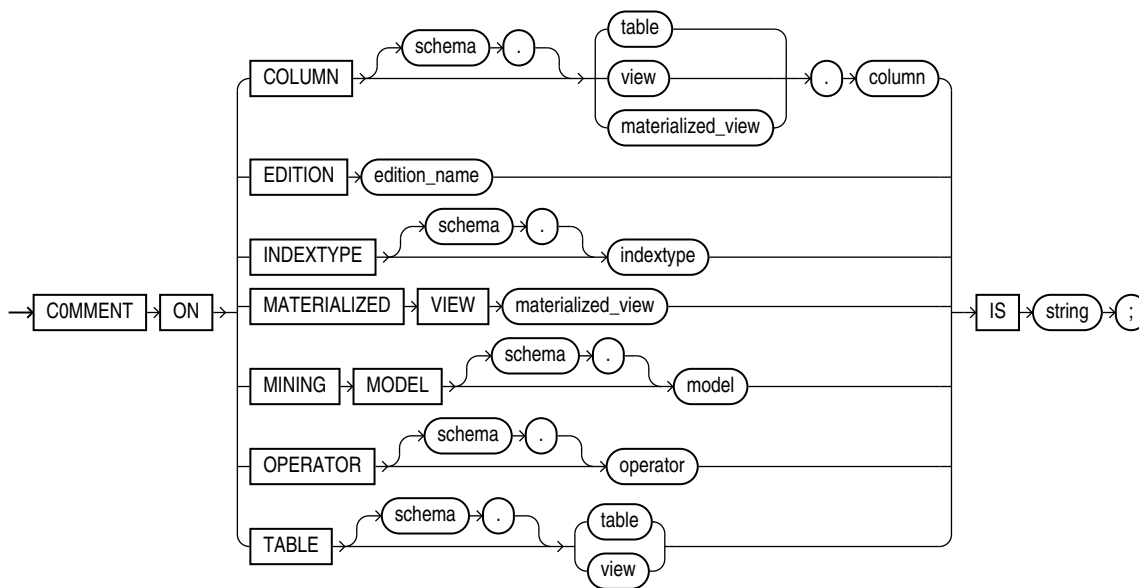 schema . table
COLUMN view . column
materialized_view
EDITION edition_name
schema .
INDEXTYPE indextype
C0MMENT ON MATERIALIZED VIEW materialized_view IS string ;
schema .
MINING MODEL model
schema .
OPERATOR operator
schema . table
TABLE view